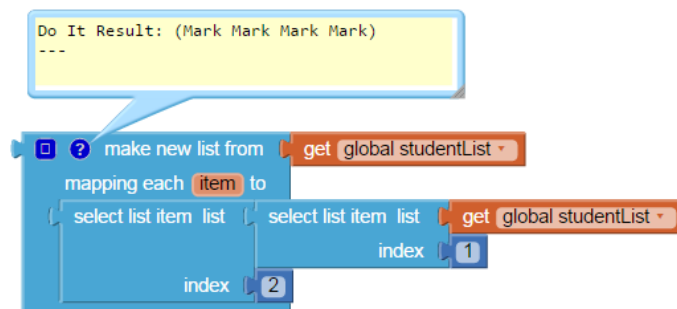 Do It Result: (Mark Mark Mark Mark)
---
? make new list from get global studentList
mapping each item to
select list item list select list item list get global studentList
index 1
index 2